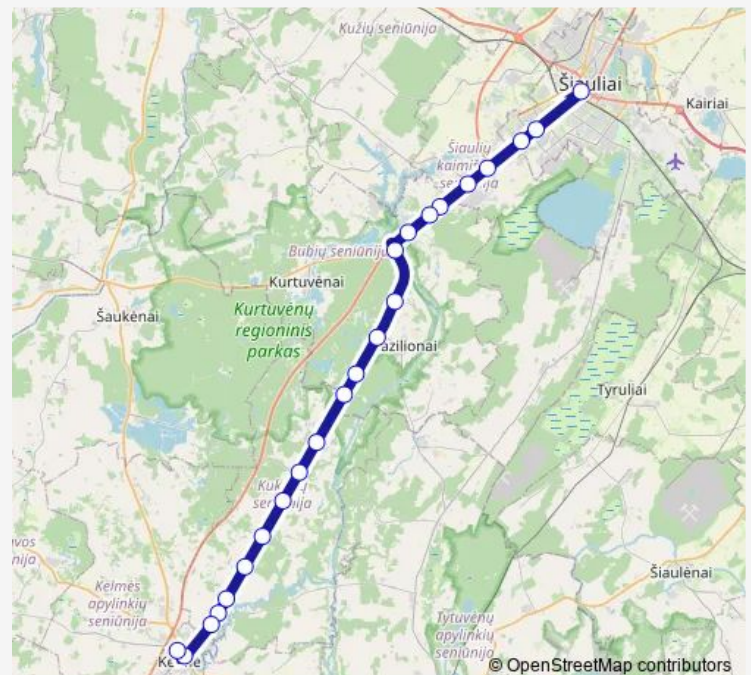 Kužių seniūnija
Šiauliai
Kairiai
Šiaulių
kaimiškoji
seniūnija
Bubių seniūnija
Kurtuvėnai
Šaukėnai
Kurtuvėnų
regioninis
parkas
Tyruliai
seniūnija
Šiaulėnai
Kelmės
apylinkių
seniūnija
Tytuvėnų
apylinkių
seniūnija
© OpenStreetMap contributors